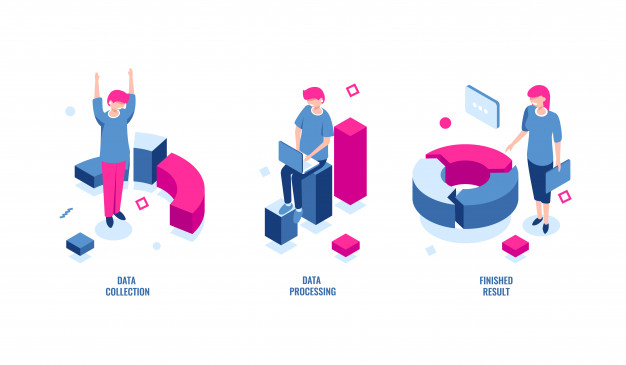 DATA
COLLECTION
DATA
PROCESSING
FINISHED
RESULT